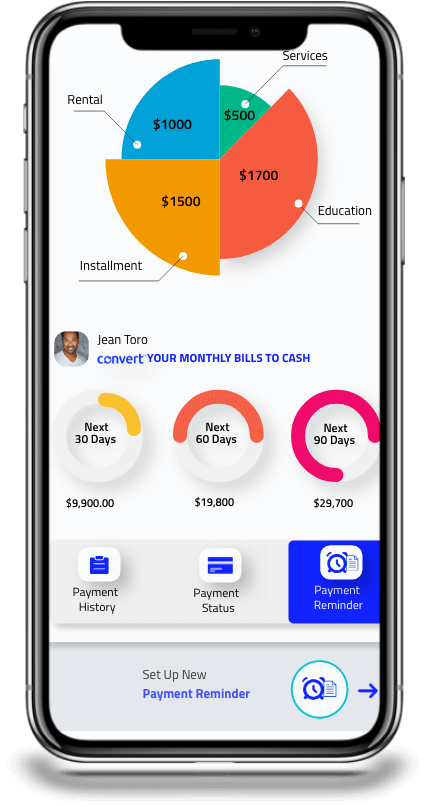 Services
Rental
$500
$1000
$1700
$1500
Education
Installment
Jean Toro
convert YOUR MONTHLY BILLS TO CASH
Next
30 Days
Next
60 Days
Next
90 Days
$9,900.00
$19,800
$29,700
Payment
History
Payment
Status
Payment
Reminder
Set Up New
Payment Reminder